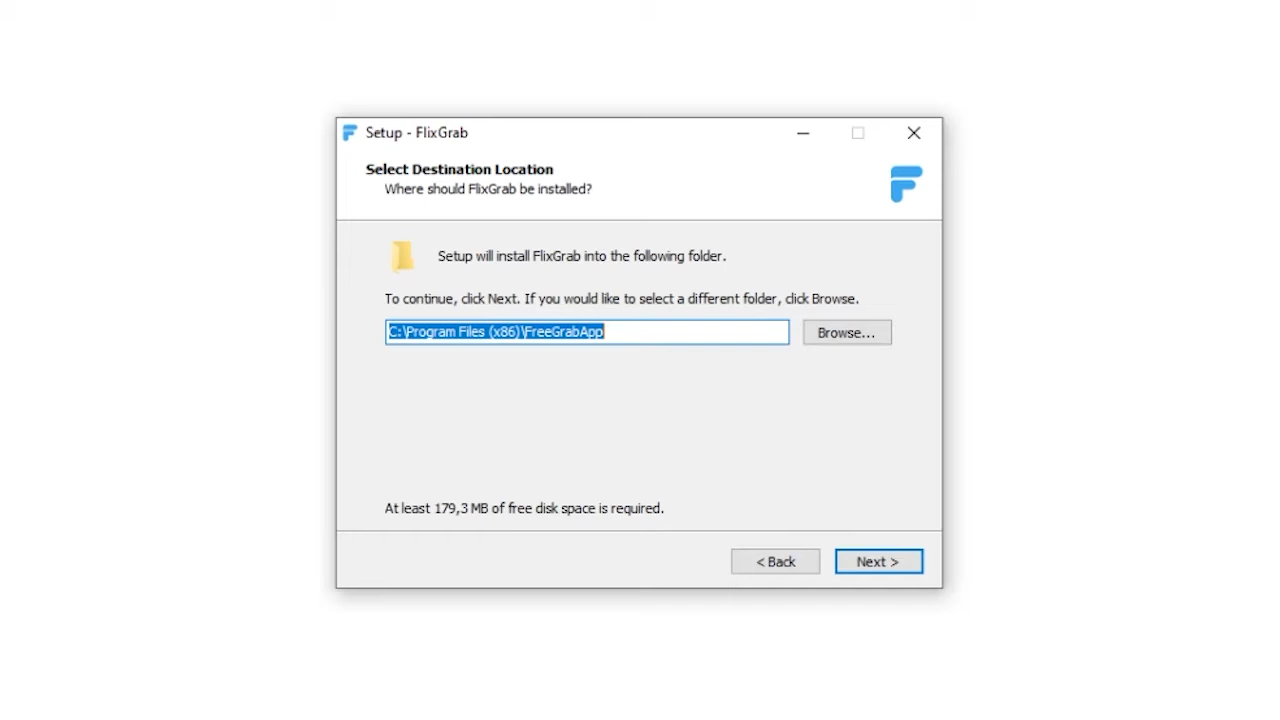 Setup - FlixGrab
Select Destination Location
Where should FlixGrab be installed?
Setup will install FlixGrab into the following folder.
To continue, click Next. If you would like to select a different folder, click Browse.
C:\Program Files (x86)\FreeGrabApp
Browse...
At least 179,3 MB of free disk space is required.
< Back
Next >